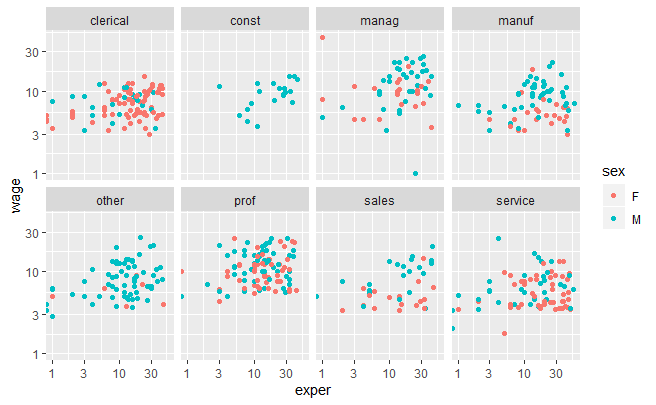 clerical const manag manuf
30
10
3
1
other prof sales service
30
10
3
1
1 3 10 30 1 3 10 30 1 3 10 30 1 3 10 30
exper
wage
sex
F
M